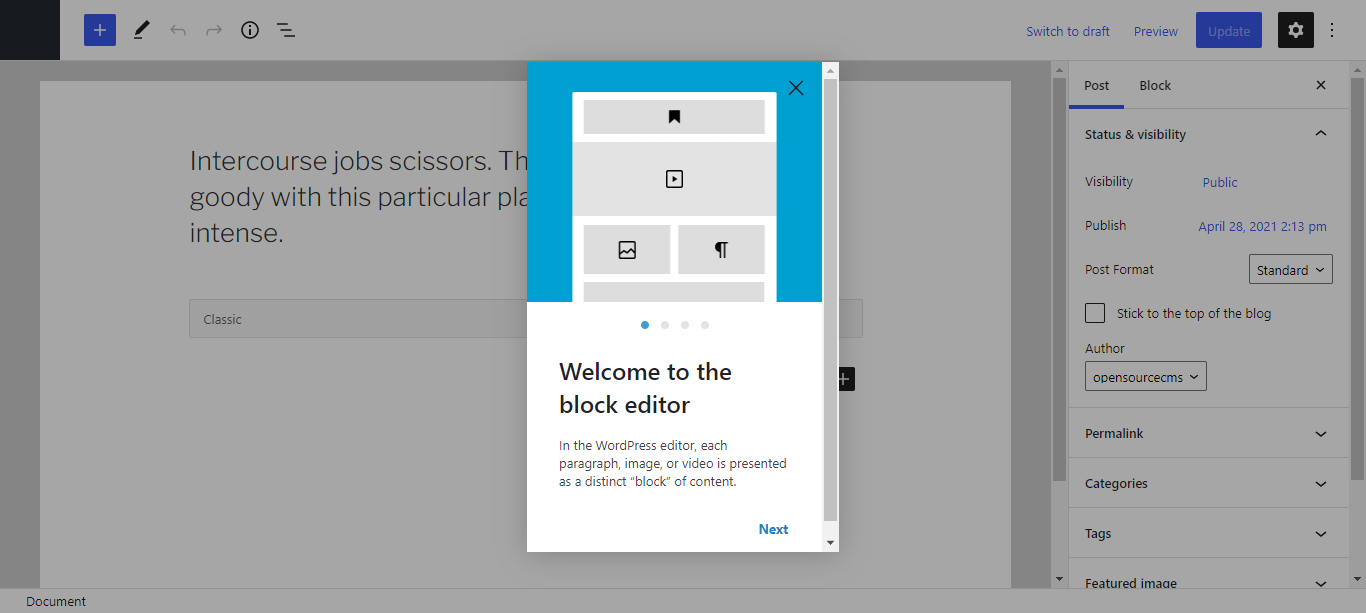 Switch to draft
Preview
Update
Intercourse jobs scissors. Th
goody with this particular pla
intense.
Classic
Welcome to the
block editor
In the WordPress editor, each
paragraph, image, or video is presented
as a distinct “block” of content.
Next
Post
Block
Status & visibility
Visibility
Public
Publish
April 28, 2021 2:13 pm
Post Format
Standard
Stick to the top of the blog
Author
opensourcecms
Permalink
Categories
Tags
Featured image
Document